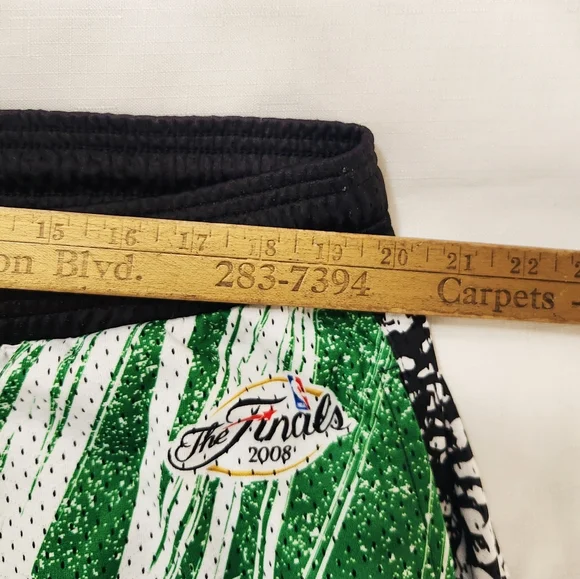 15 16 17 18 19 20 21 22
on Blvd. 283-7394 Carpets
The Finals
2008